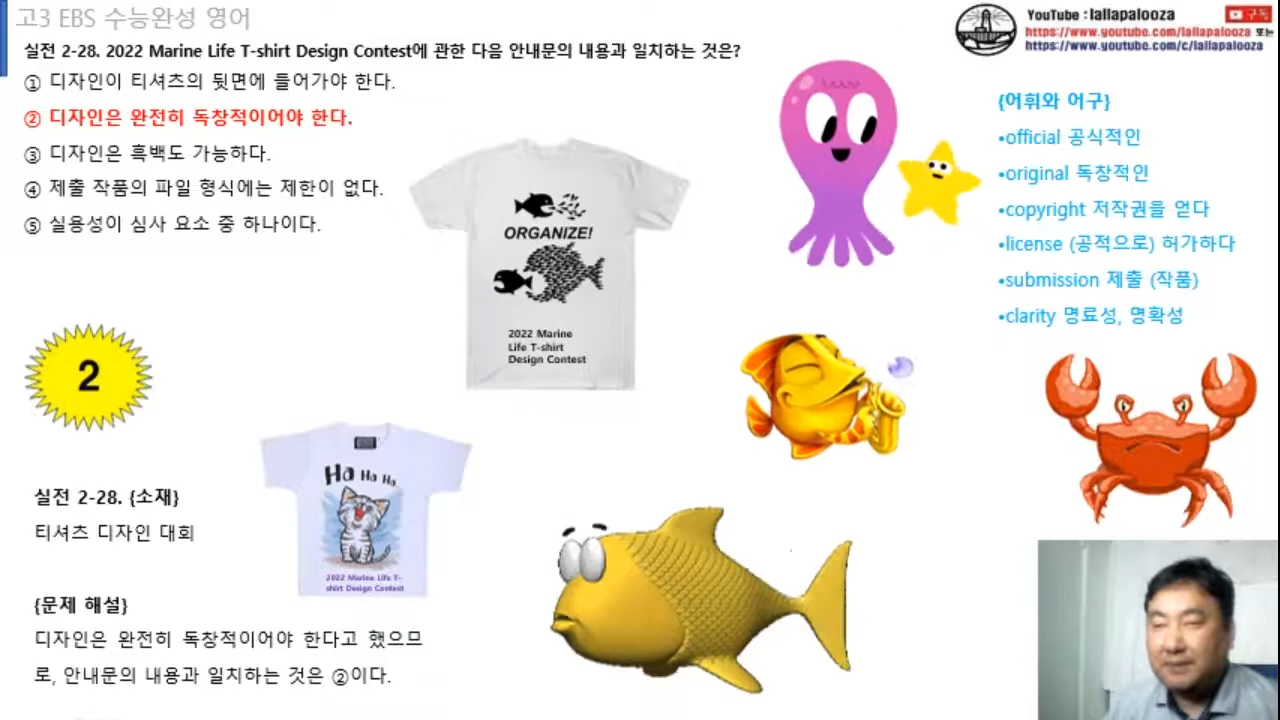 고3 EBS 수능완성 영어
실전 2-28. 2022 Marine Life T-shirt Design Contest에 관한 다음 안내문의 내용과 일치하는 것은?
① 디자인이 티셔츠의 뒷면에 들어가야 한다.
② 디자인은 완전히 독창적이어야 한다.
③ 디자인은 흑백도 가능하다.
④ 제출 작품의 파일 형식에는 제한이 없다.
⑤ 실용성이 심사 요소 중 하나이다.
YouTube : lallapalooza
구독
https://www.youtube.com/lallapalooza 또는
https://www.youtube.com/c/lallapalooza
{어휘와 어구}
•official 공식적인
•original 독창적인
•copyright 저작권을 얻다
•license (공적으로) 허가하다
•submission 제출 (작품)
•clarity 명료성, 명확성
ORGANIZE!
2022 Marine
Life T-shirt
Design Contest
2
Ha Ha Ha
2022 Marine Life T-
shirt Design Contest
실전 2-28. {소재}
티셔츠 디자인 대회
{문제 해설}
디자인은 완전히 독창적이어야 한다고 했으므
로, 안내문의 내용과 일치하는 것은 ②이다.